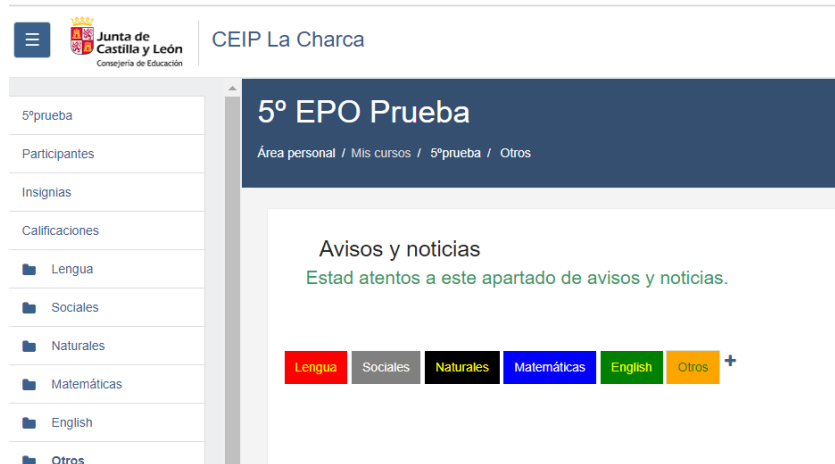 Junta de
Castilla y León
Consejería de Educación
CEIP La Charca
5ºprueba
Participantes
Insignias
Calificaciones
Lengua
Sociales
Naturales
Matemáticas
English
Otros
5º EPO Prueba
Área personal / Mis cursos / 5ºprueba / Otros
Avisos y noticias
Estad atentos a este apartado de avisos y noticias.
Lengua Sociales Naturales Matemáticas English Otros +